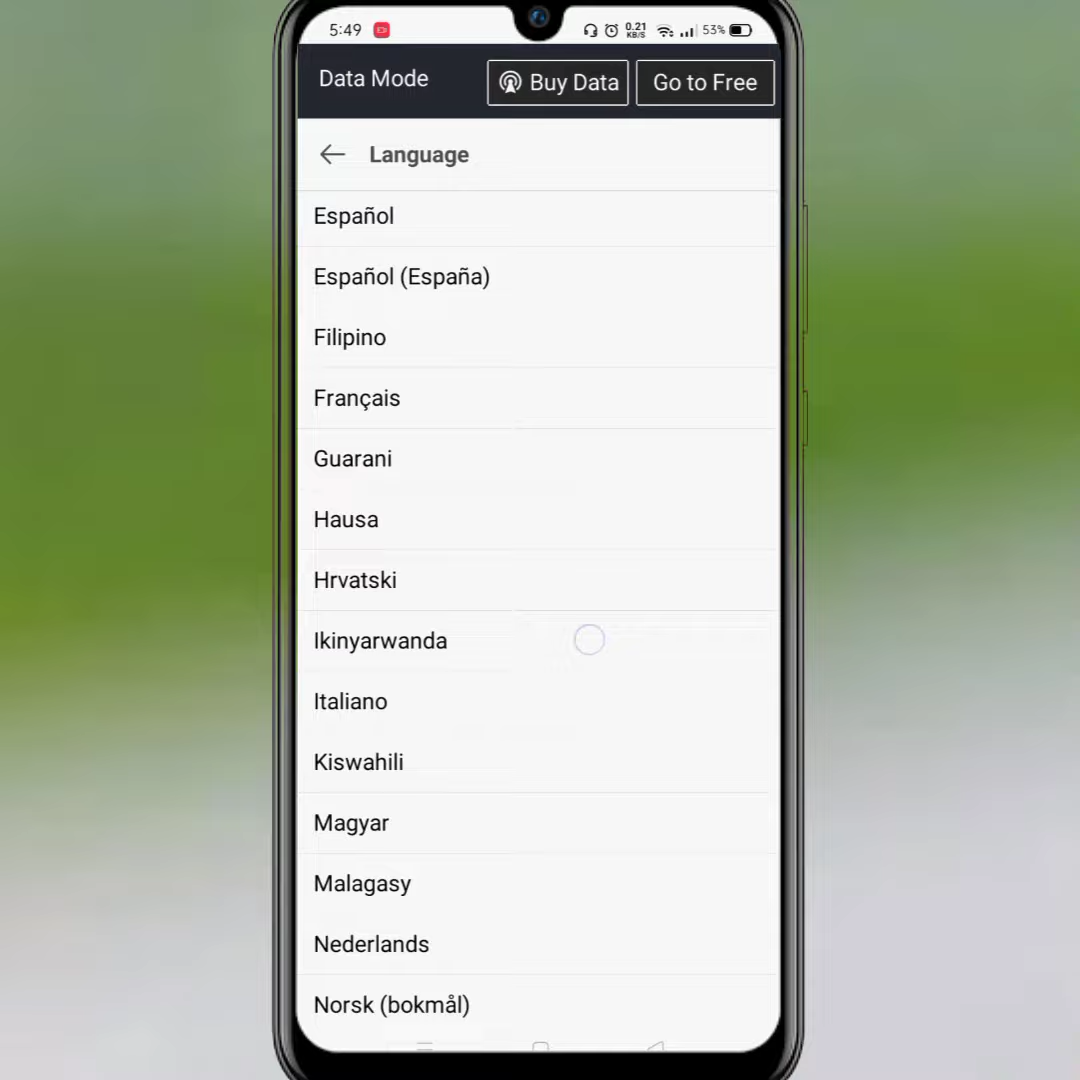 5:49
0.21
KB/S
53%
Data Mode
Buy Data
Go to Free
Language
Español
Español (España)
Filipino
Français
Guarani
Hausa
Hrvatski
Ikinyarwanda
Italiano
Kiswahili
Magyar
Malagasy
Nederlands
Norsk (bokmål)